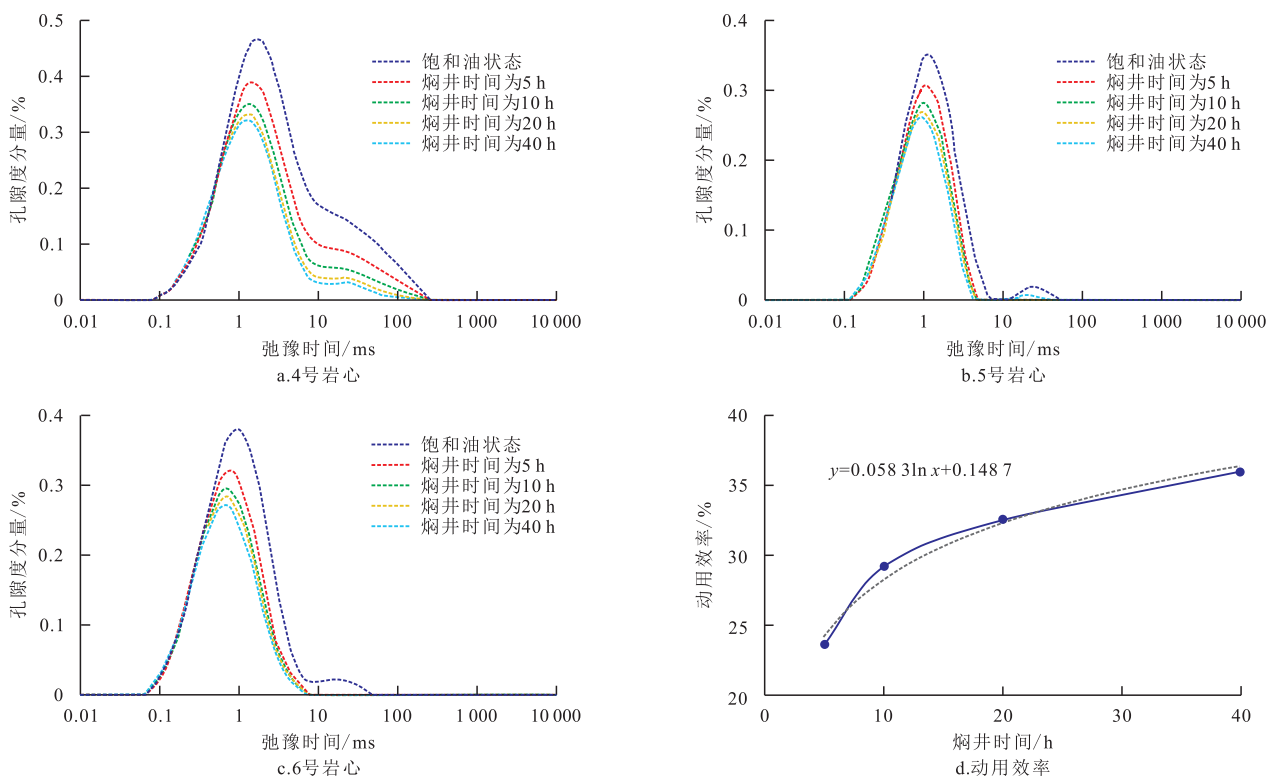 0.5
0.4
0.3
0.2
0.1
0
孔隙度分量/%
饱和油状态
焖井时间为5 h
焖井时间为10 h
焖井时间为20 h
焖井时间为40 h
0.01 0.1 1 10 100 1 000 10 000
弛豫时间/ms
a.4号岩心
0.4
0.3
0.2
0.1
0
孔隙度分量/%
饱和油状态
焖井时间为5 h
焖井时间为10 h
焖井时间为20 h
焖井时间为40 h
0.01 0.1 1 10 100 1 000 10 000
弛豫时间/ms
b.5号岩心
0.4
0.3
0.2
0.1
0
孔隙度分量/%
饱和油状态
焖井时间为5 h
焖井时间为10 h
焖井时间为20 h
焖井时间为40 h
0.01 0.1 1 10 100 1 000 10 000
弛豫时间/ms
c.6号岩心
40
35
30
25
20
动用效率/%
y=0.058 3ln x+0.148 7
0 10 20 30 40
焖井时间/h
d.动用效率